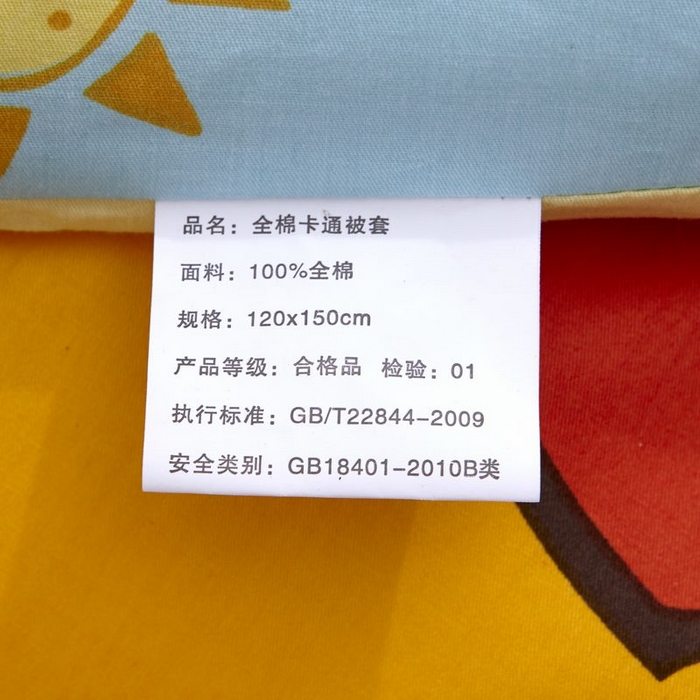 品名：全棉卡通被套
面料：100%全棉
规格：120x150cm
产品等级：合格品 检验：01
执行标准：GB/T22844-2009
安全类别：GB18401-2010B类